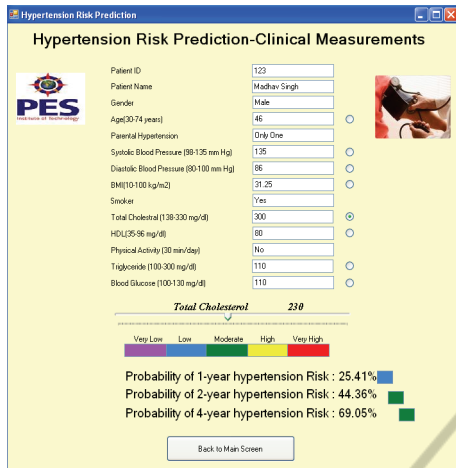 Hypertension Risk Prediction
Hypertension Risk Prediction-Clinical Measurements
PES
Institute of Technology
Patient ID 123
Patient Name Madhav Singh
Gender Male
Age(30-74 years) 46
Parental Hypertension Only One
Systolic Blood Pressure (98-135 mm Hg) 135
Diastolic Blood Pressure (80-100 mm Hg) 86
BMI(10-100 kg/m2) 31.25
Smoker Yes
Total Cholestral (138-330 mg/dl) 300
HDL(35-96 mg/dl) 80
Physical Activity (30 min/day) No
Triglyceride (100-300 mg/dl) 110
Blood Glucose (100-130 mg/dl) 110
Total Cholesterol 230
Very Low Low Moderate High Very High
Probability of 1-year hypertension Risk : 25.41%
Probability of 2-year hypertension Risk : 44.36%
Probability of 4-year hypertension Risk : 69.05%
Back to Main Screen